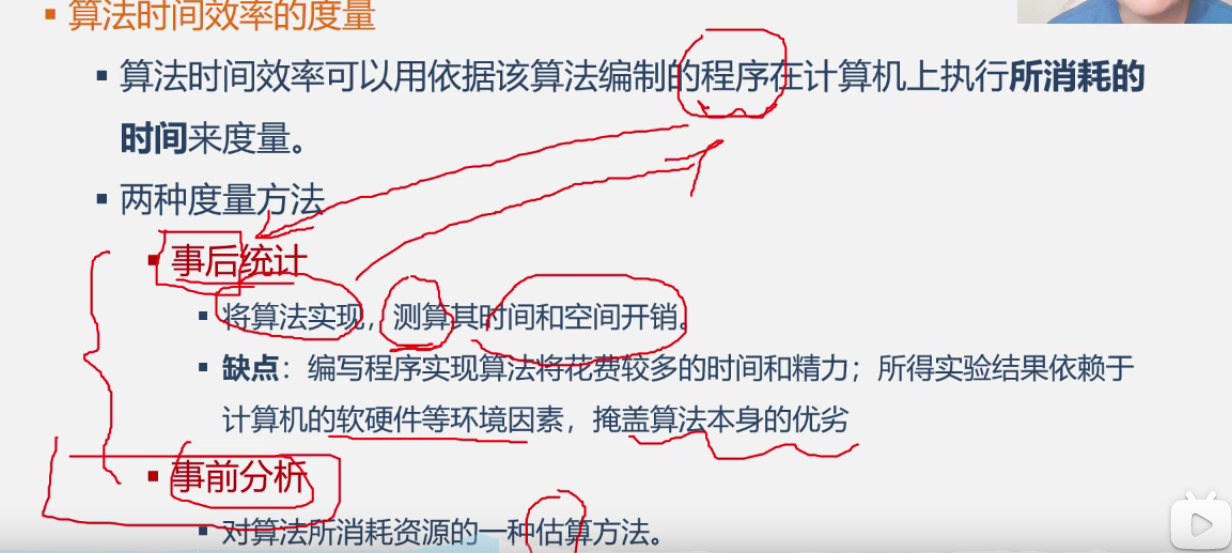 算法时间效率的度量
算法时间效率可以用依据该算法编制的程序在计算机上执行所消耗的
时间来度量。
两种度量方法
事后统计
将算法实现，测算其时间和空间开销。
缺点：编写程序实现算法将花费较多的时间和精力；所得实验结果依赖于
计算机的软硬件等环境因素，掩盖算法本身的优劣
事前分析
对算法所消耗资源的一种估算方法。